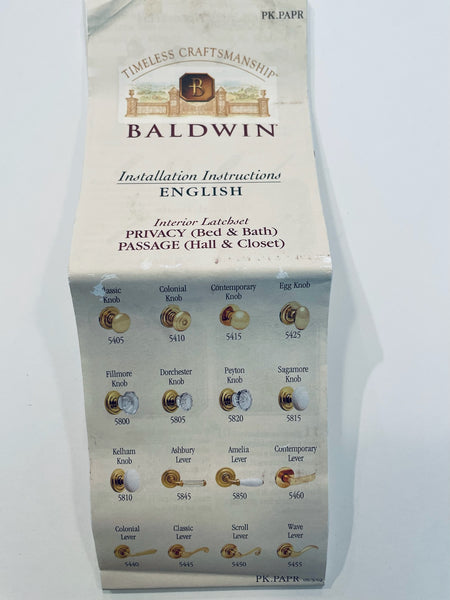 PK.PAPR
TIMELESS CRAFTSMANSHIP
B
BALDWIN
Installation Instructions
ENGLISH
Interior Latchset
PRIVACY (Bed & Bath)
PASSAGE (Hall & Closet)
Knob
5405
Colonial
Knob
5410
Contemporary
Knob
5415
Egg Knob
5425
Fillmore
Knob
5800
Dorchester
Knob
5805
Peyton
Knob
5820
Sagamore
Knob
5815
Kelham
Knob
5810
Ashbury
Lever
5845
Amelia
Lever
5850
Contemporary
Lever
5460
Colonial
Lever
5440
Classic
Lever
5445
Scroll
Lever
5450
Wave
Lever
5455
PK.PAPR